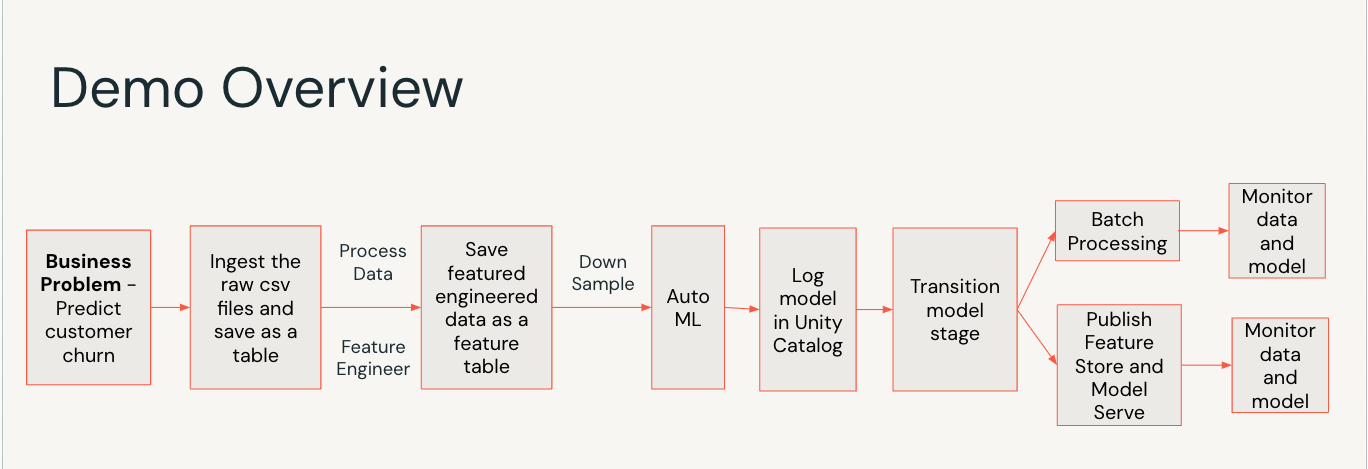 Demo Overview
Business
Problem –
Predict
customer
churn
Ingest the
raw csv
files and
save as a
table
Process
Data
Feature
Engineer
Save
featured
engineered
data as a
feature
table
Down
Sample
Auto
ML
Log
model
in Unity
Catalog
Transition
model
stage
Batch
Processing
Monitor
data
and
model
Publish
Feature
Store and
Model
Serve
Monitor
data
and
model